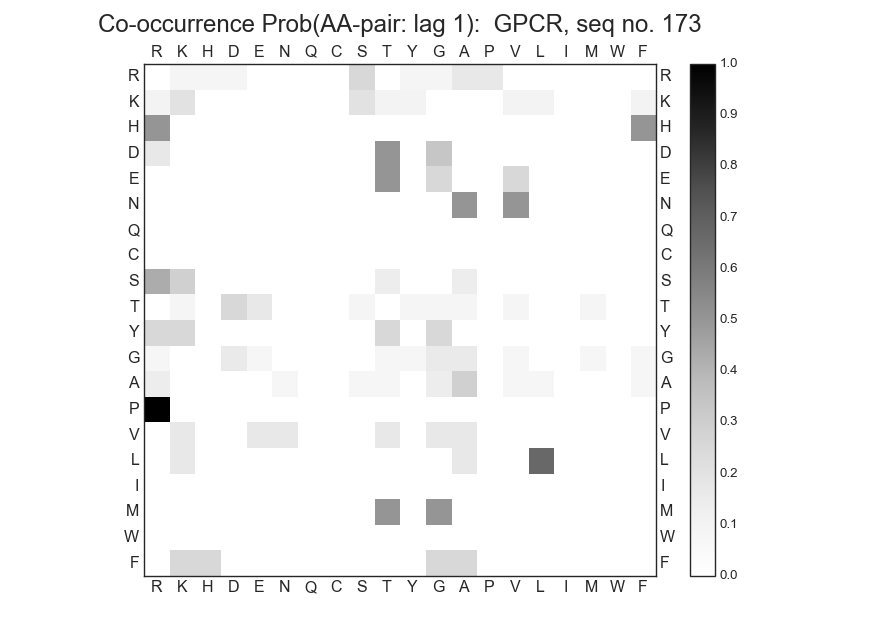 Co-occurrence Prob(AA-pair: lag 1):  GPCR, seq no. 173
R K H D E N Q C S T Y G A P V L I M W F
R R 1.0
K K 0.9
H H
D D 0.8
E E
N N 0.7
Q Q 0.6
C C
S S 0.5
T T
Y Y 0.4
G G
A A 0.3
P P
V V 0.2
L L
I I 0.1
M M
W W
F F 0.0
R K H D E N Q C S T Y G A P V L I M W F